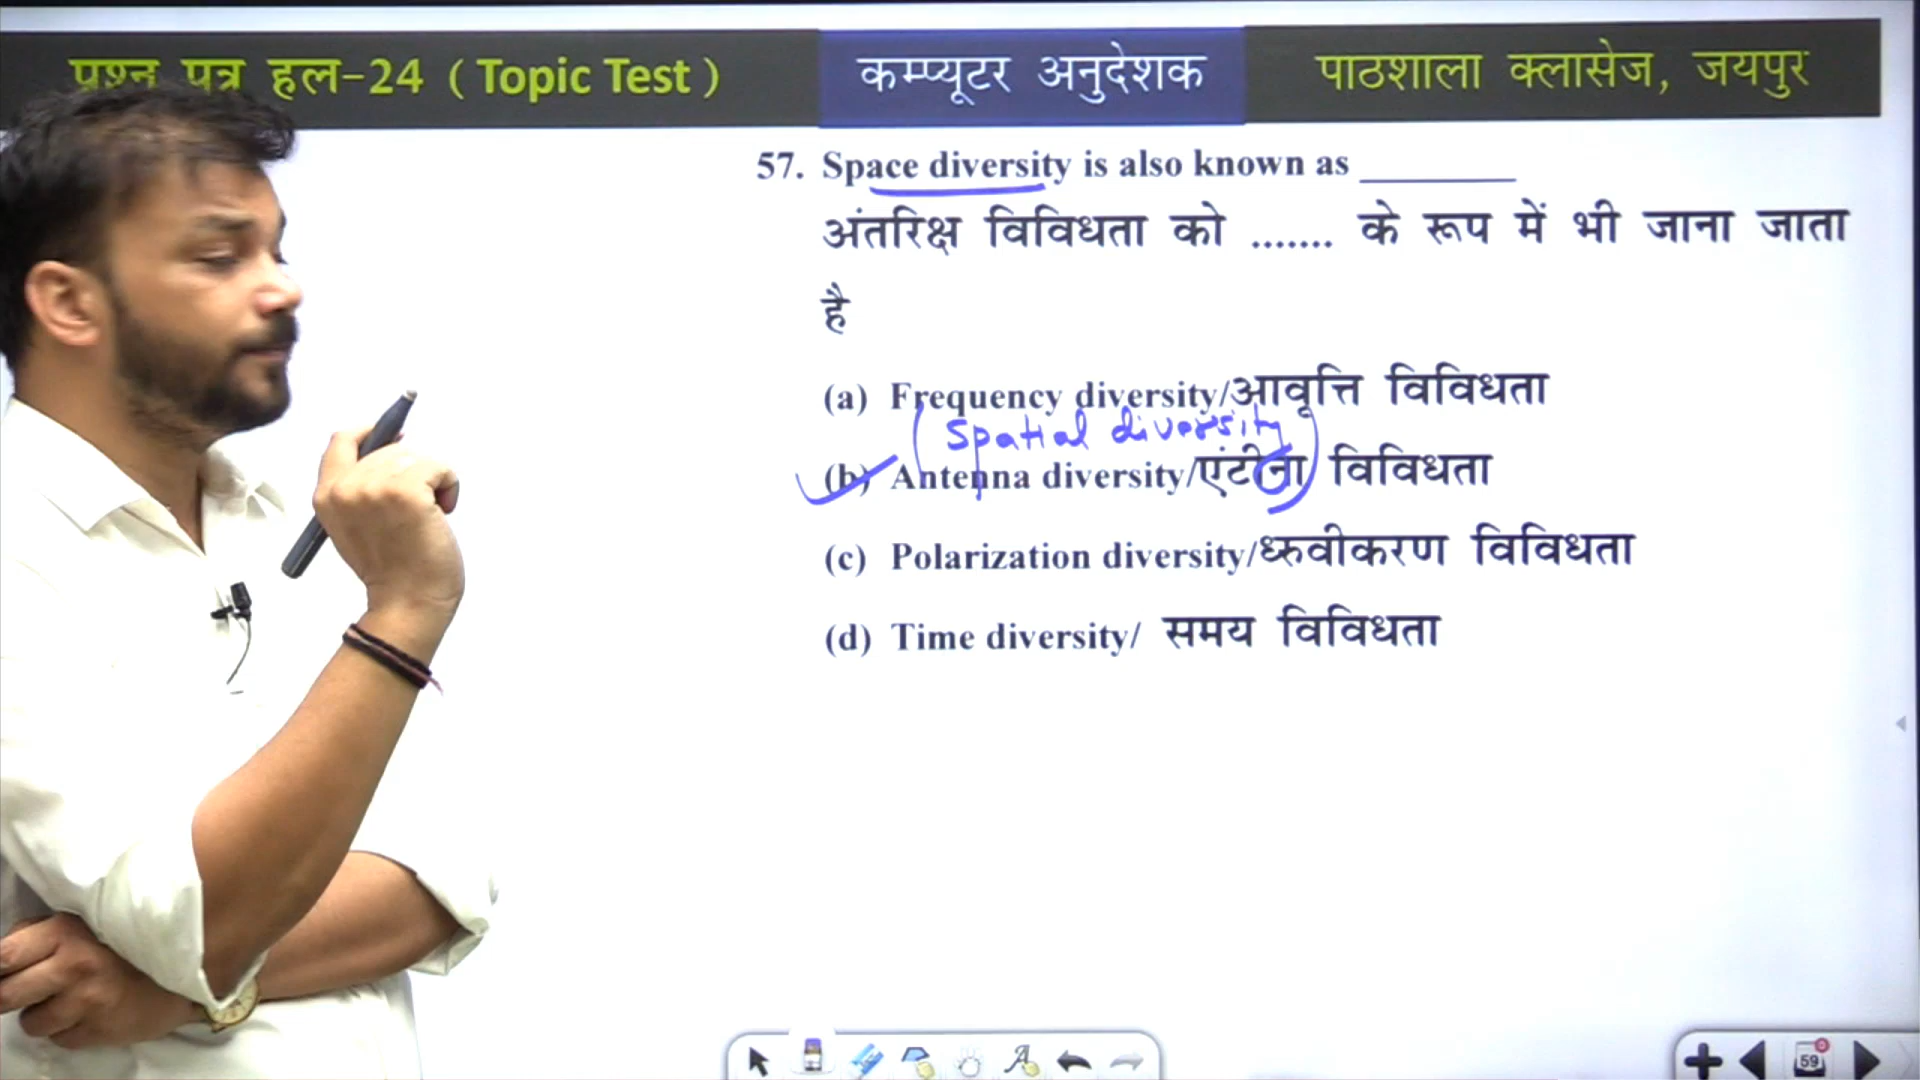 प्रश्न पत्र हल-24 ( Topic Test )
कम्प्यूटर अनुदेशक
पाठशाला क्लासेज, जयपुर
57. Space diversity is also known as ________
अंतरिक्ष विविधता को ....... के रूप में भी जाना जाता
है
(a) Frequency diversity/आवृत्ति विविधता
(Spatial diversity)
(b) Antenna diversity/एंटीना विविधता
(c) Polarization diversity/ध्रुवीकरण विविधता
(d) Time diversity/ समय विविधता
59